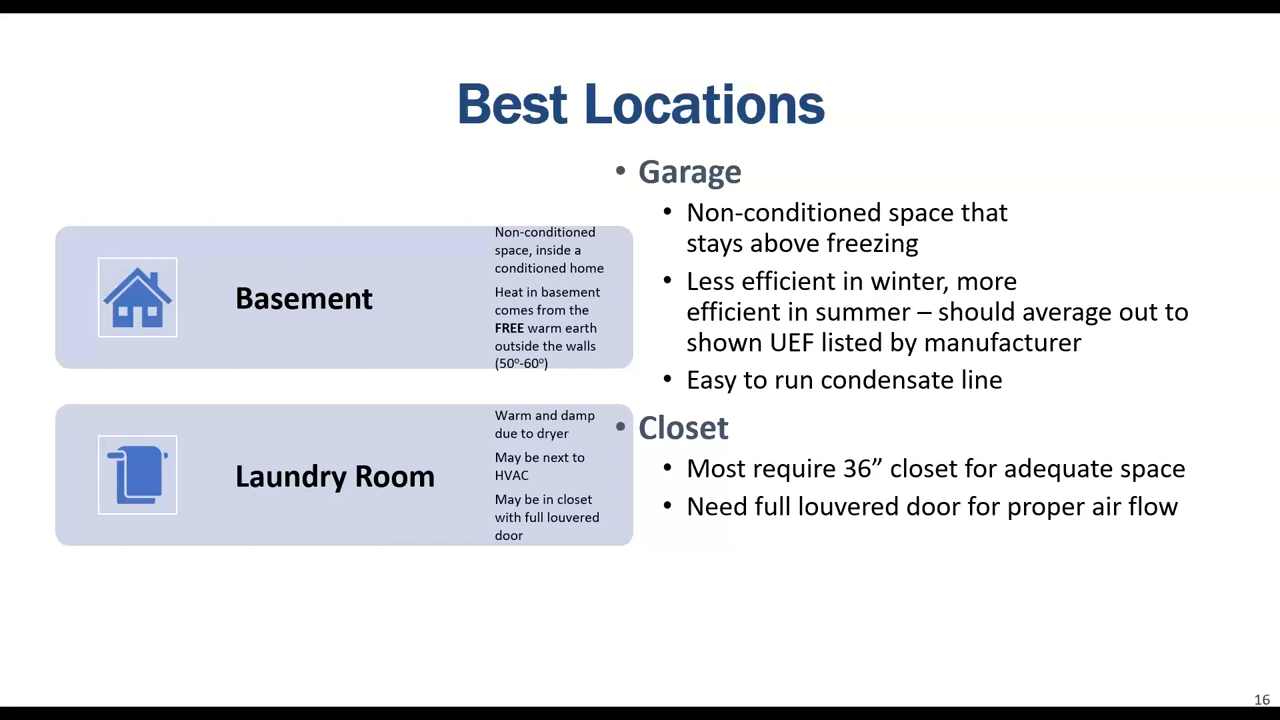 Best Locations
Basement
Non-conditioned
space, inside a
conditioned home
Heat in basement
comes from the
FREE warm earth
outside the walls
(50º-60º)
Laundry Room
Warm and damp
due to dryer
May be next to
HVAC
May be in closet
with full louvered
door
• Garage
• Non-conditioned space that
stays above freezing
• Less efficient in winter, more
efficient in summer – should average out to
shown UEF listed by manufacturer
• Easy to run condensate line
• Closet
• Most require 36” closet for adequate space
• Need full louvered door for proper air flow
16